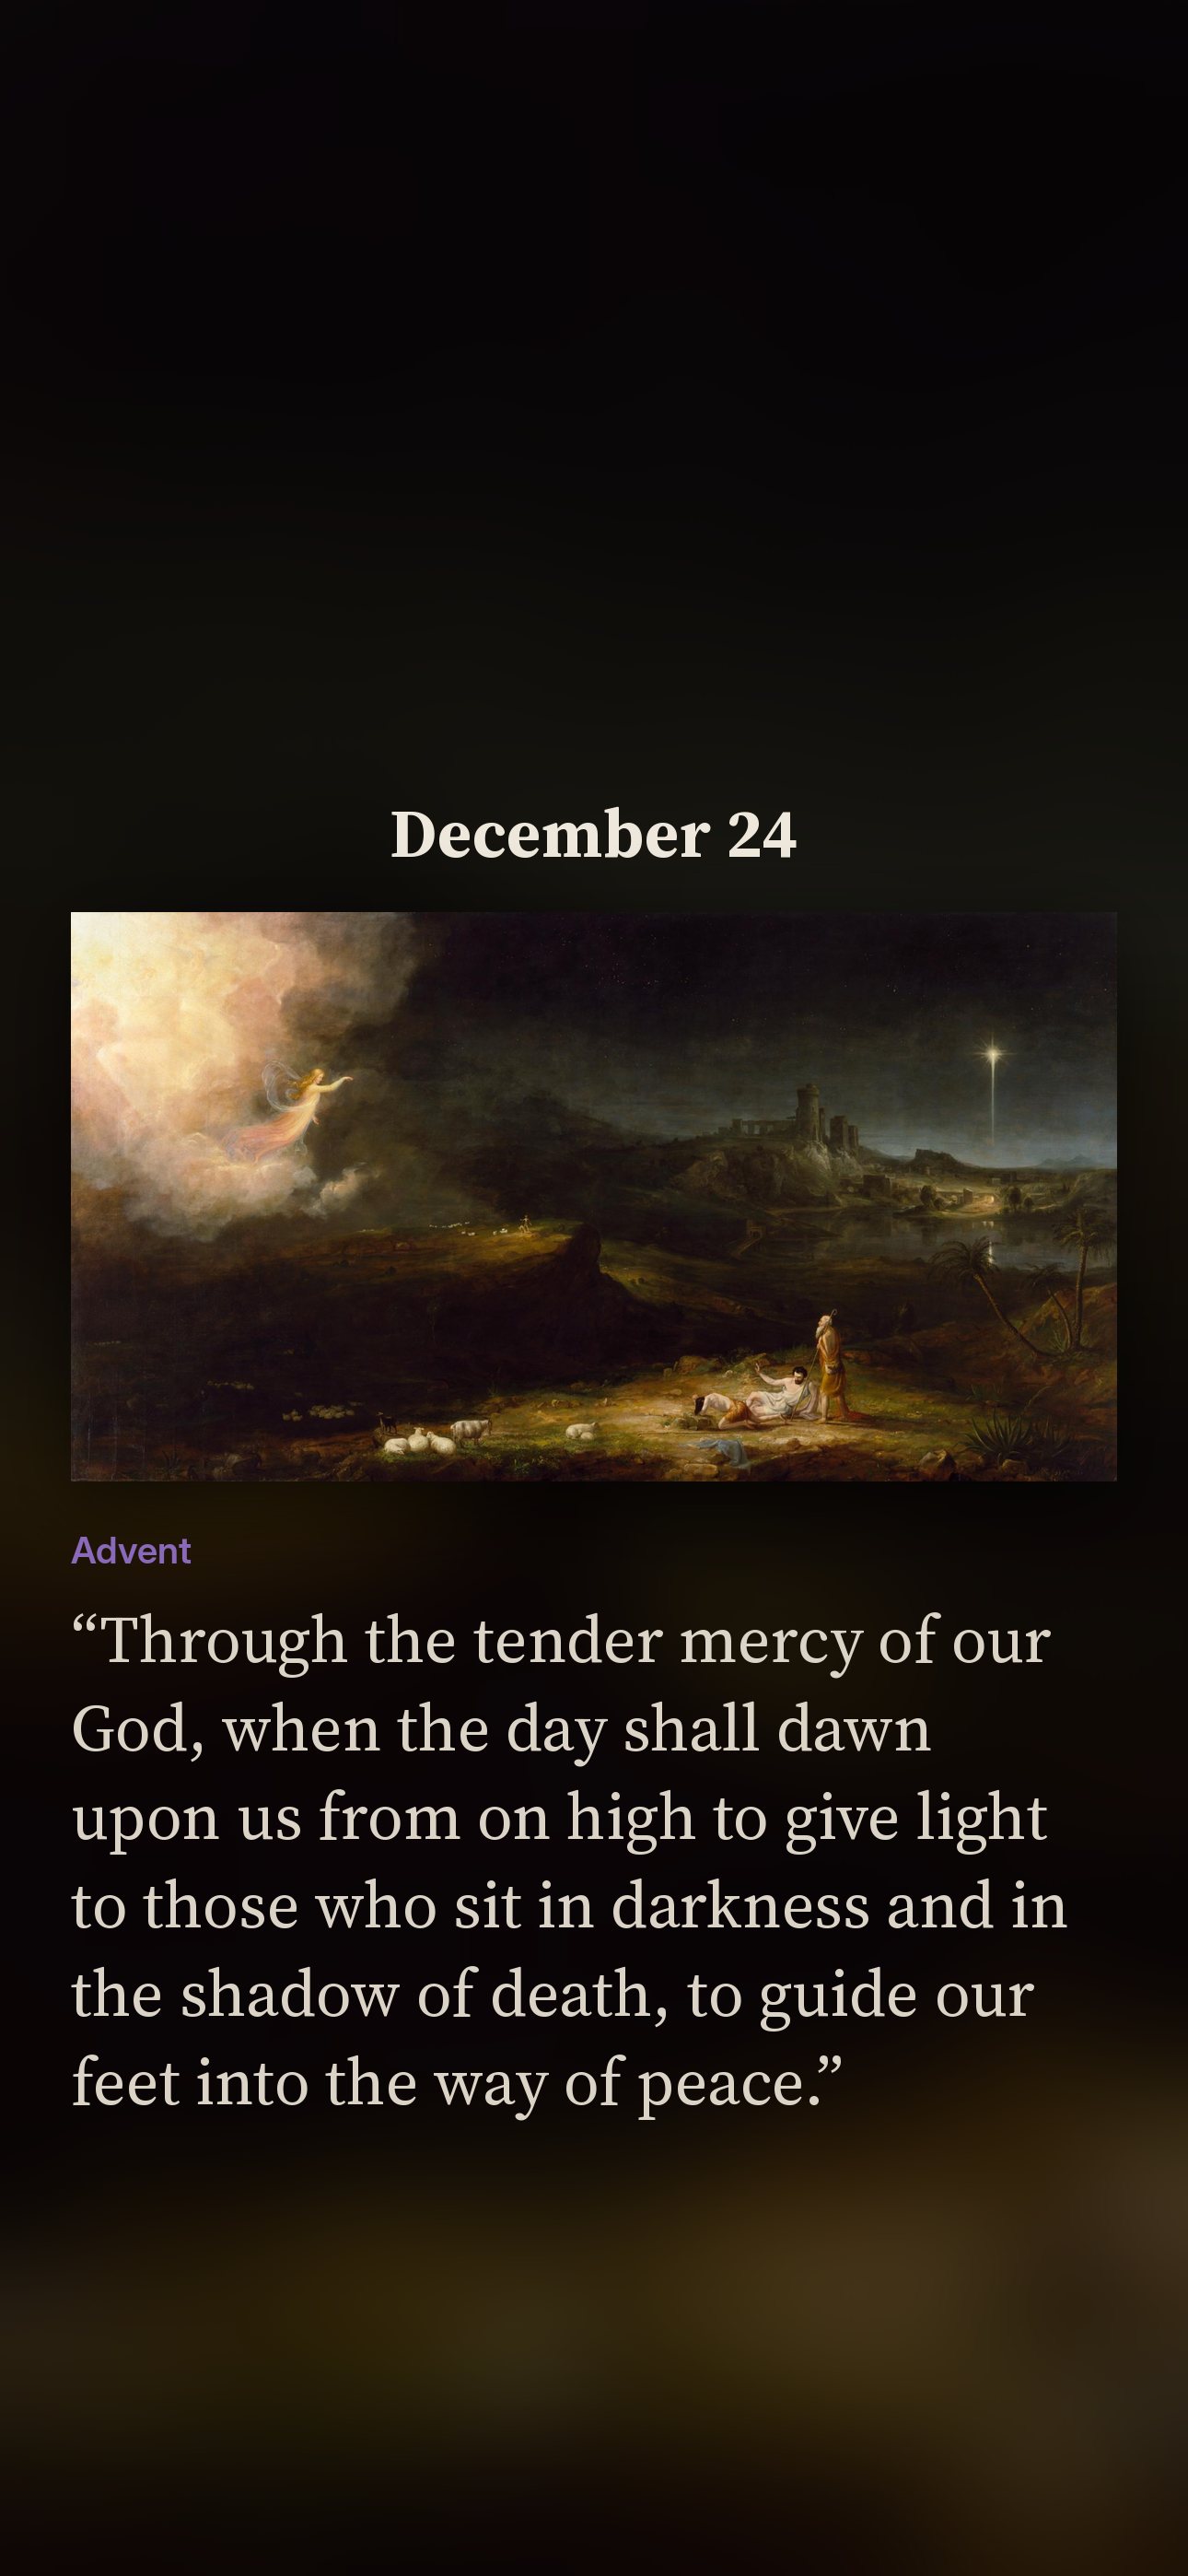 December 24
Advent
“Through the tender mercy of our
God, when the day shall dawn
upon us from on high to give light
to those who sit in darkness and in
the shadow of death, to guide our
feet into the way of peace.”